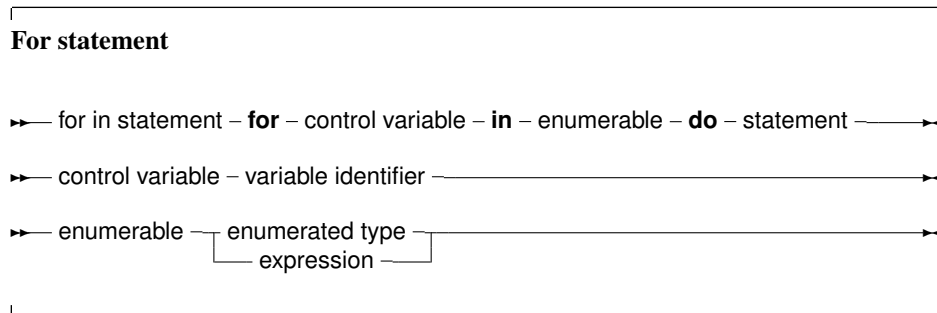 For statement
for in statement – for – control variable – in – enumerable – do – statement
control variable – variable identifier
enumerable – enumerated type
expression